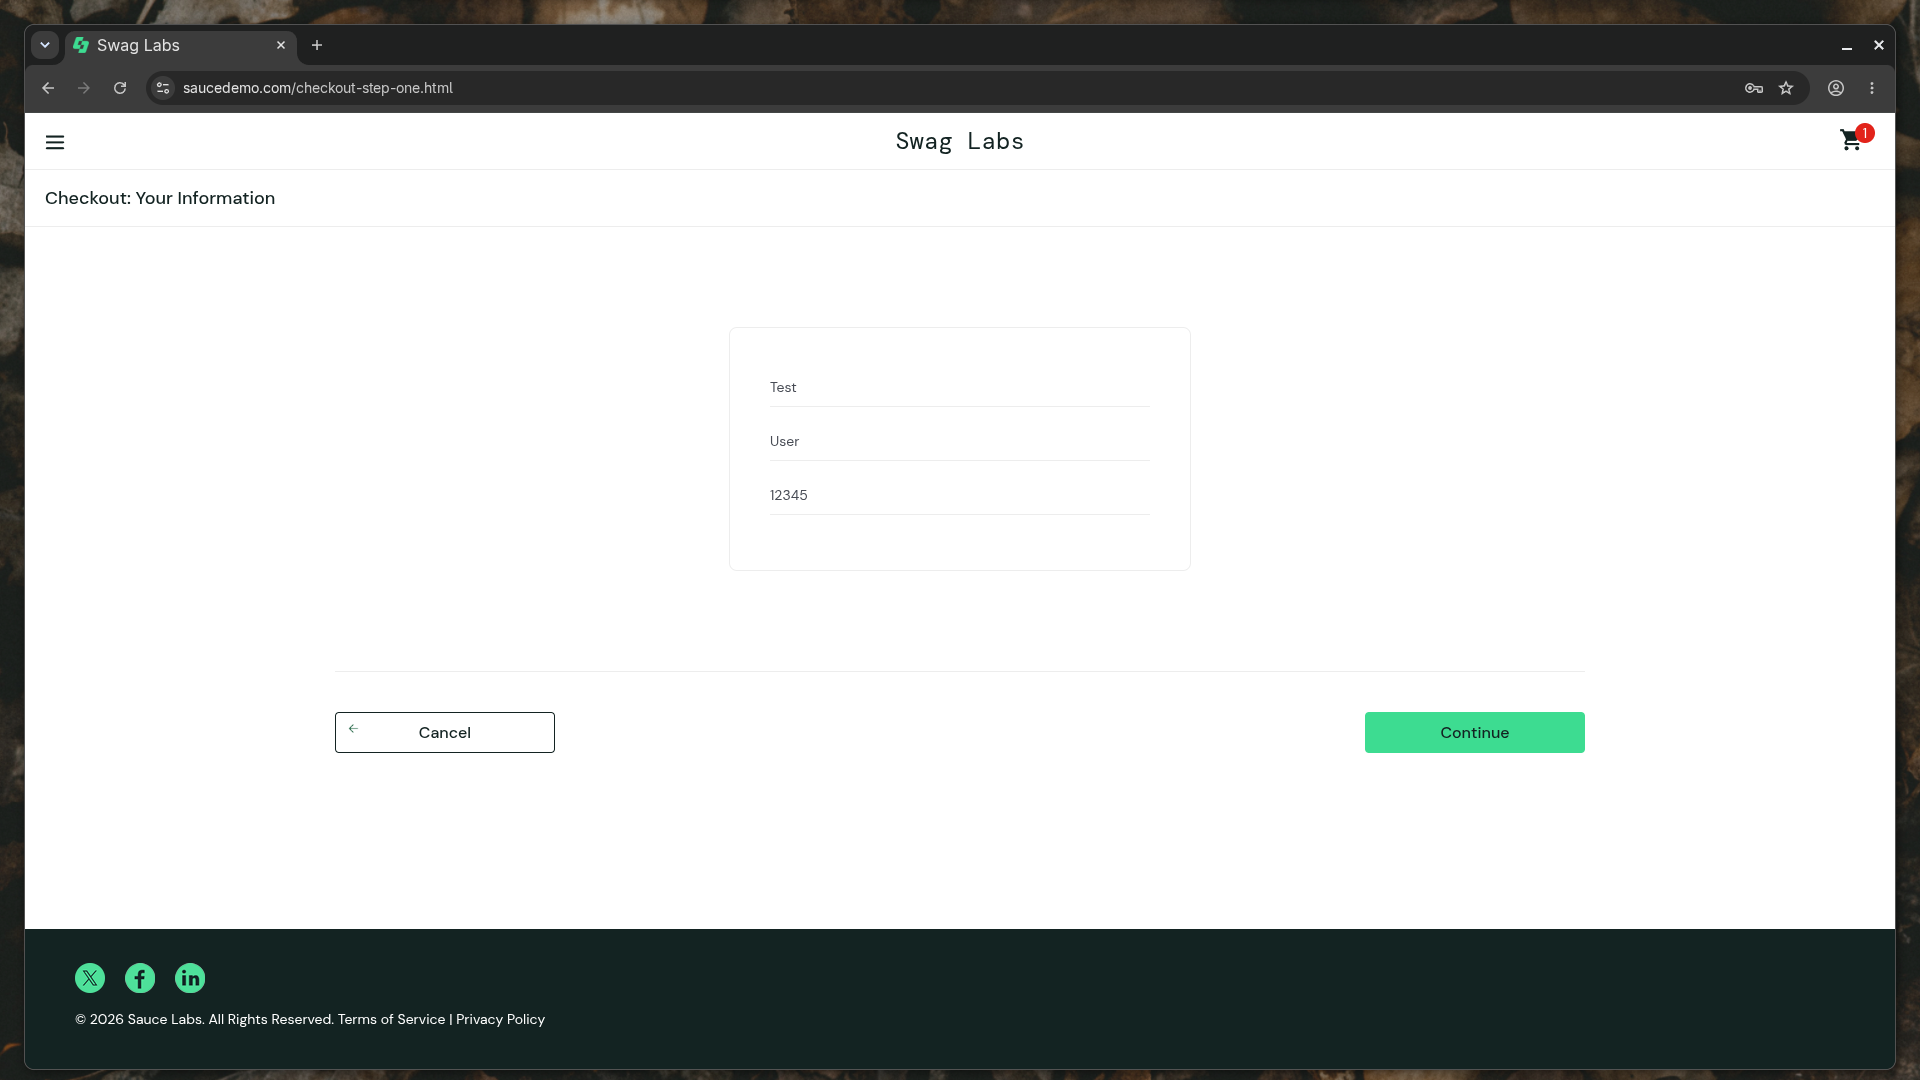 Swag Labs
saucedemo.com/checkout-step-one.html
Swag Labs
1
Checkout: Your Information
Test
User
12345
Cancel
Continue
© 2026 Sauce Labs. All Rights Reserved. Terms of Service | Privacy Policy